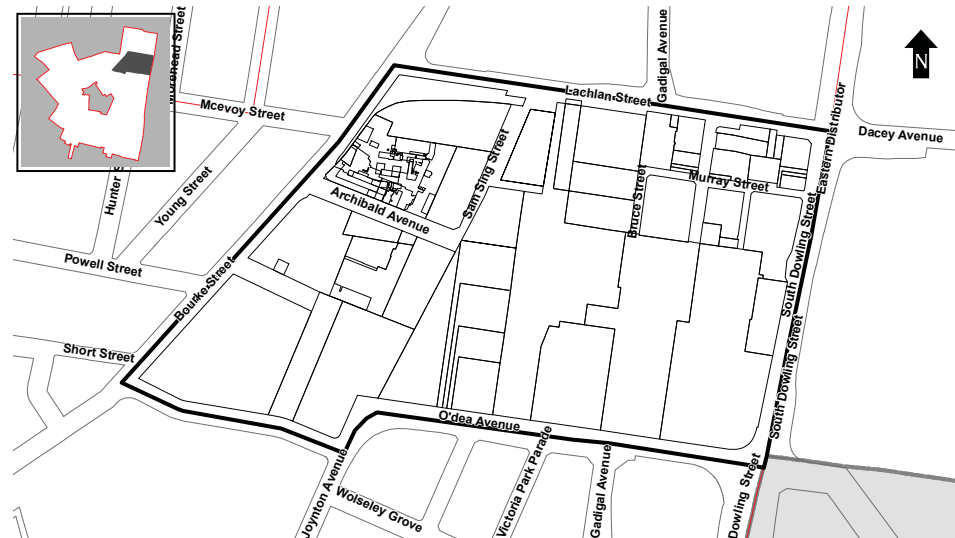 Morehead Street
Gadigal Avenue
N
Lachlan Street
Mcevoy Street
Eastern Distributor
Dacey Avenue
Hunter S
Young Street
Sam Sing Street
Murray Street
Bruce Street
Archibald Avenue
South Dowling Street
Powell Street
Bourke Street
South Dowling Street
Short Street
O'dea Avenue
Joynton Avenue
Wolseley Grove
Victoria Park Parade
Gadigal Avenue
Dowling Street